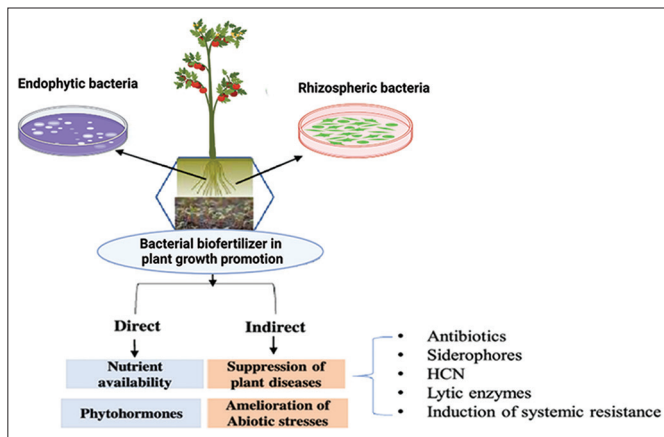 Endophytic bacteria
Rhizospheric bacteria
Bacterial biofertilizer in
plant growth promotion
Direct
Indirect
Nutrient
availability
Suppression of
plant diseases
Phytohormones
Amelioration of
Abiotic stresses
• Antibiotics
• Siderophores
• HCN
• Lytic enzymes
• Induction of systemic resistance